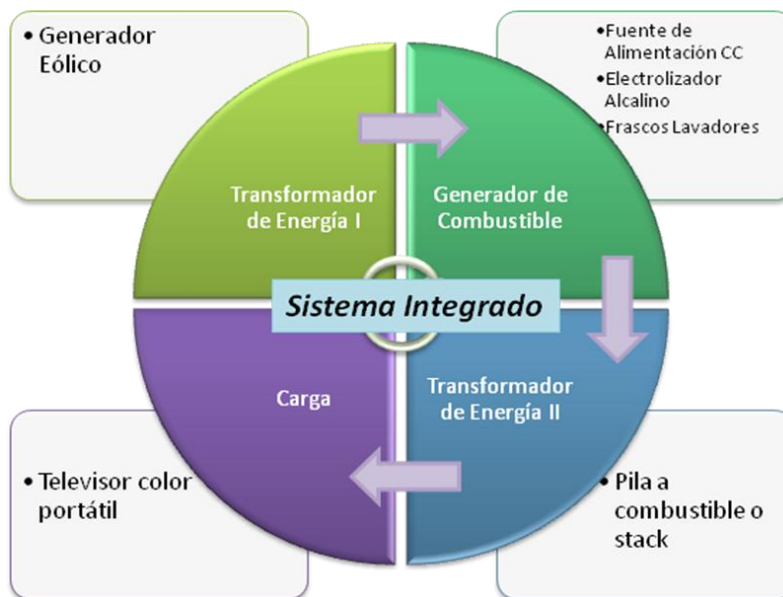 • Generador
Eólico
•Fuente de
Alimentación CC
•Electrolizador
Alcalino
•Frascos Lavadores
Transformador
de Energía I
Generador de
Combustible
Sistema Integrado
Carga
Transformador
de Energía II
• Televisor color
portátil
• Pila a
combustible o
stack